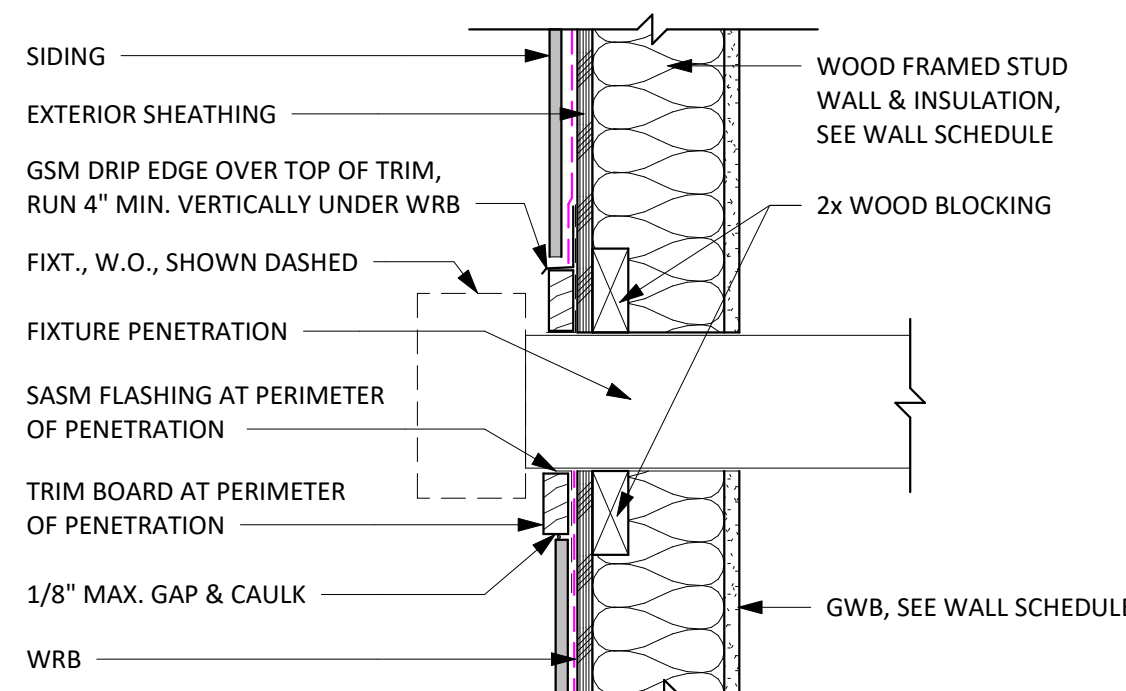 SIDING
EXTERIOR SHEATHING
GSM DRIP EDGE OVER TOP OF TRIM,
RUN 4" MIN. VERTICALLY UNDER WRB
FIXT., W.O., SHOWN DASHED
FIXTURE PENETRATION
SASM FLASHING AT PERIMETER
OF PENETRATION
TRIM BOARD AT PERIMETER
OF PENETRATION
1/8" MAX. GAP & CAULK
WRB
WOOD FRAMED STUD
WALL & INSULATION,
SEE WALL SCHEDULE
2x WOOD BLOCKING
GWB, SEE WALL SCHEDULE